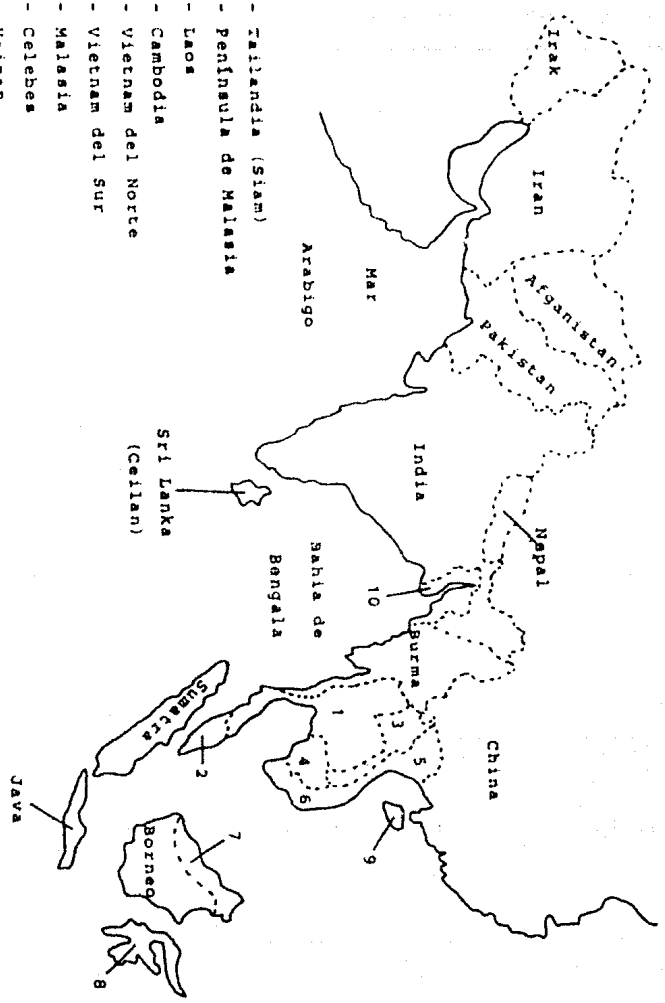 Irak
Iran
Afganistan
Nepal
Pakistan
China
India
Burma
5
3
10
9
Mar
Arabigo
1
Bahia de
Bengala
4
6
Sri Lanka
(Ceilan)
Sumatra
2
7
Borneo
8
Java
- Tailandia (Siam)
- Península de Malasia
- Laos
- Cambodia
- Vietnam del Norte
- Vietnam del Sur
- Malasia
- Celebes